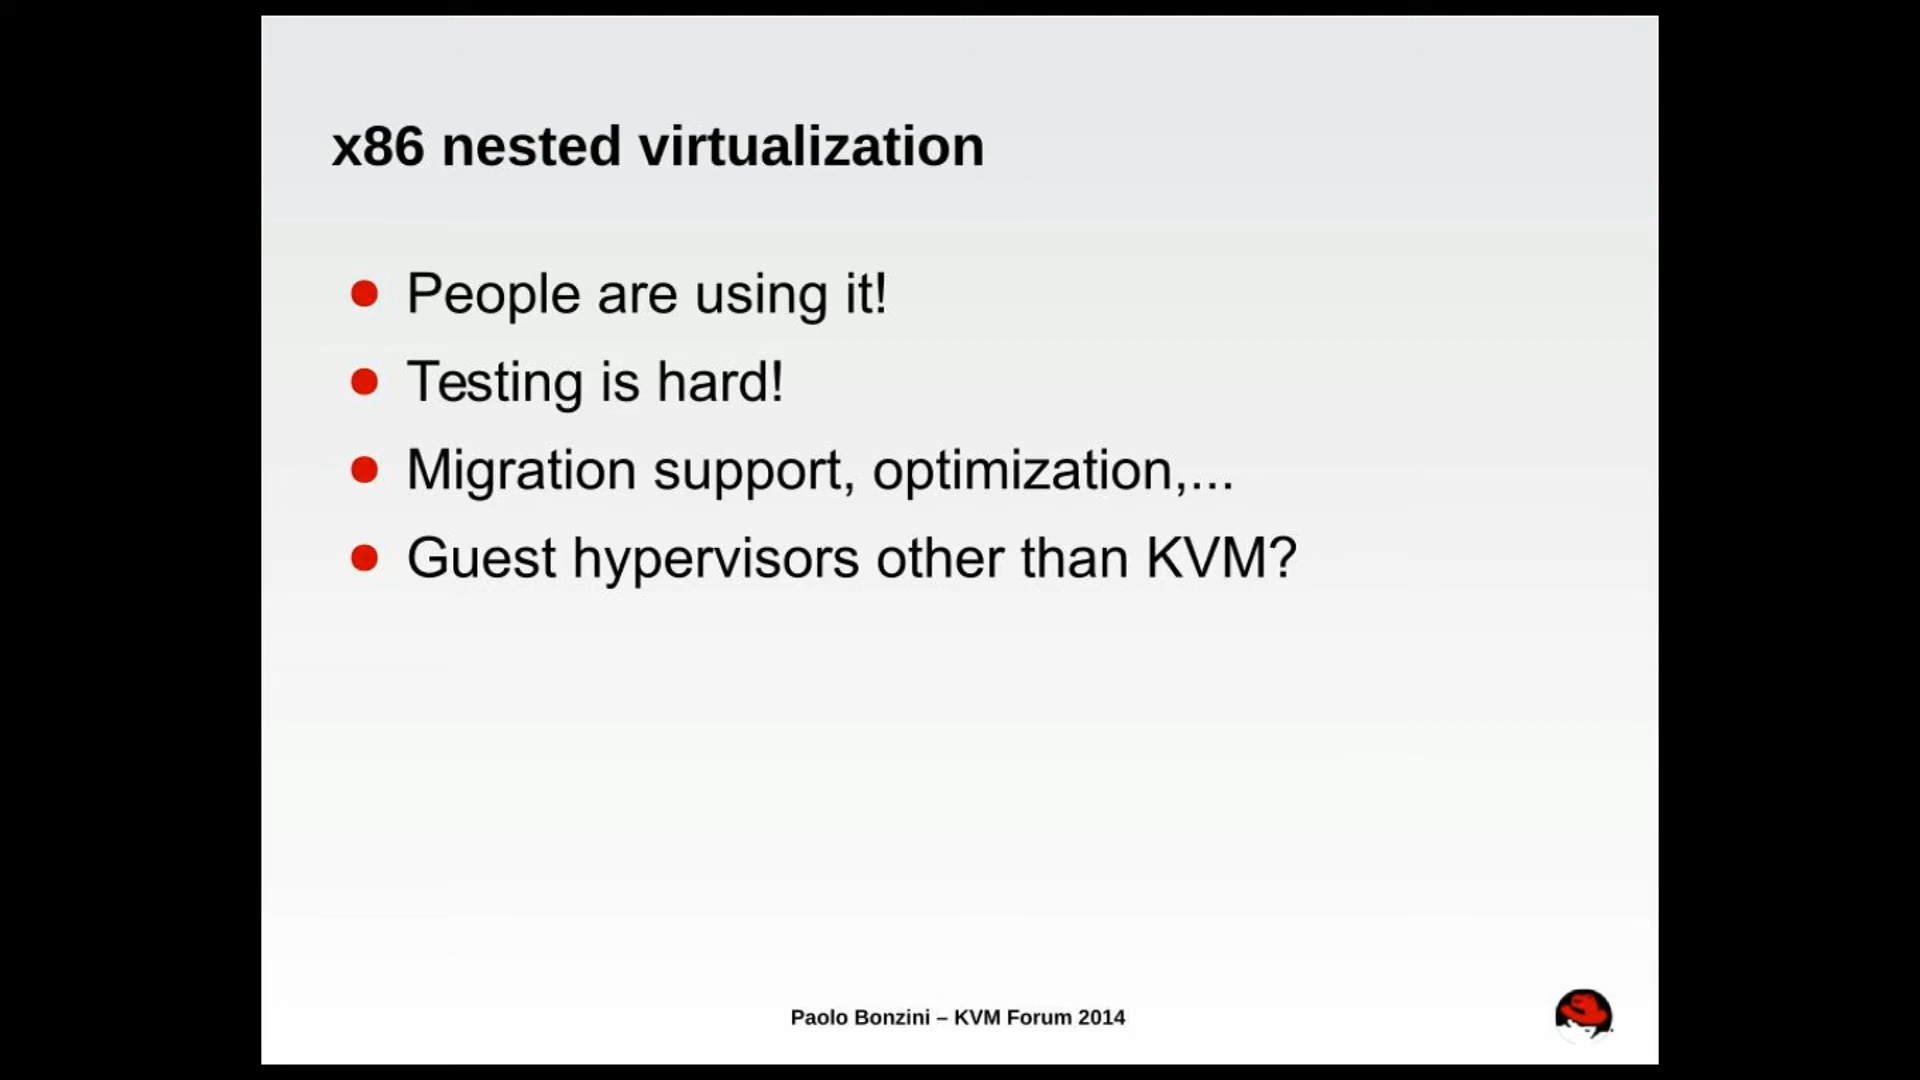 x86 nested virtualization
People are using it!
Testing is hard!
Migration support, optimization,...
Guest hypervisors other than KVM?
Paolo Bonzini – KVM Forum 2014